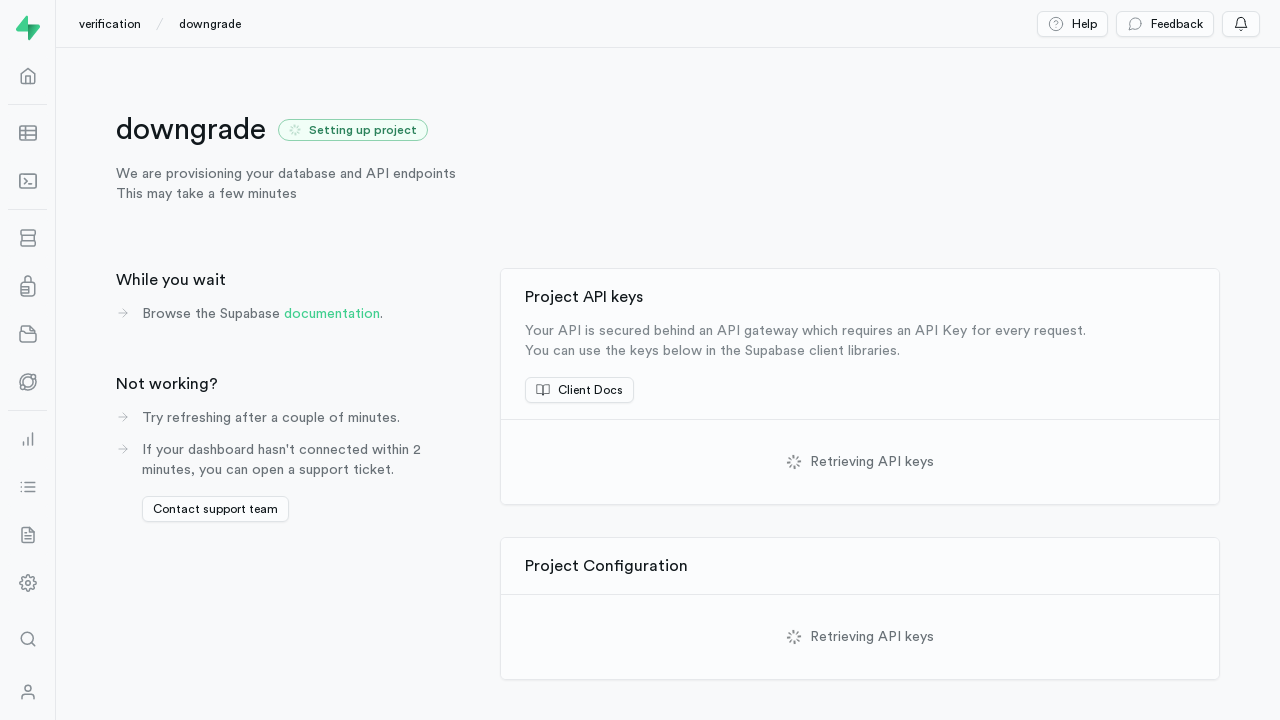 verification / downgrade
Help
Feedback
downgrade
Setting up project
We are provisioning your database and API endpoints
This may take a few minutes
While you wait
Browse the Supabase documentation.
Not working?
Try refreshing after a couple of minutes.
If your dashboard hasn't connected within 2
minutes, you can open a support ticket.
Contact support team
Project API keys
Your API is secured behind an API gateway which requires an API Key for every request.
You can use the keys below in the Supabase client libraries.
Client Docs
Retrieving API keys
Project Configuration
Retrieving API keys